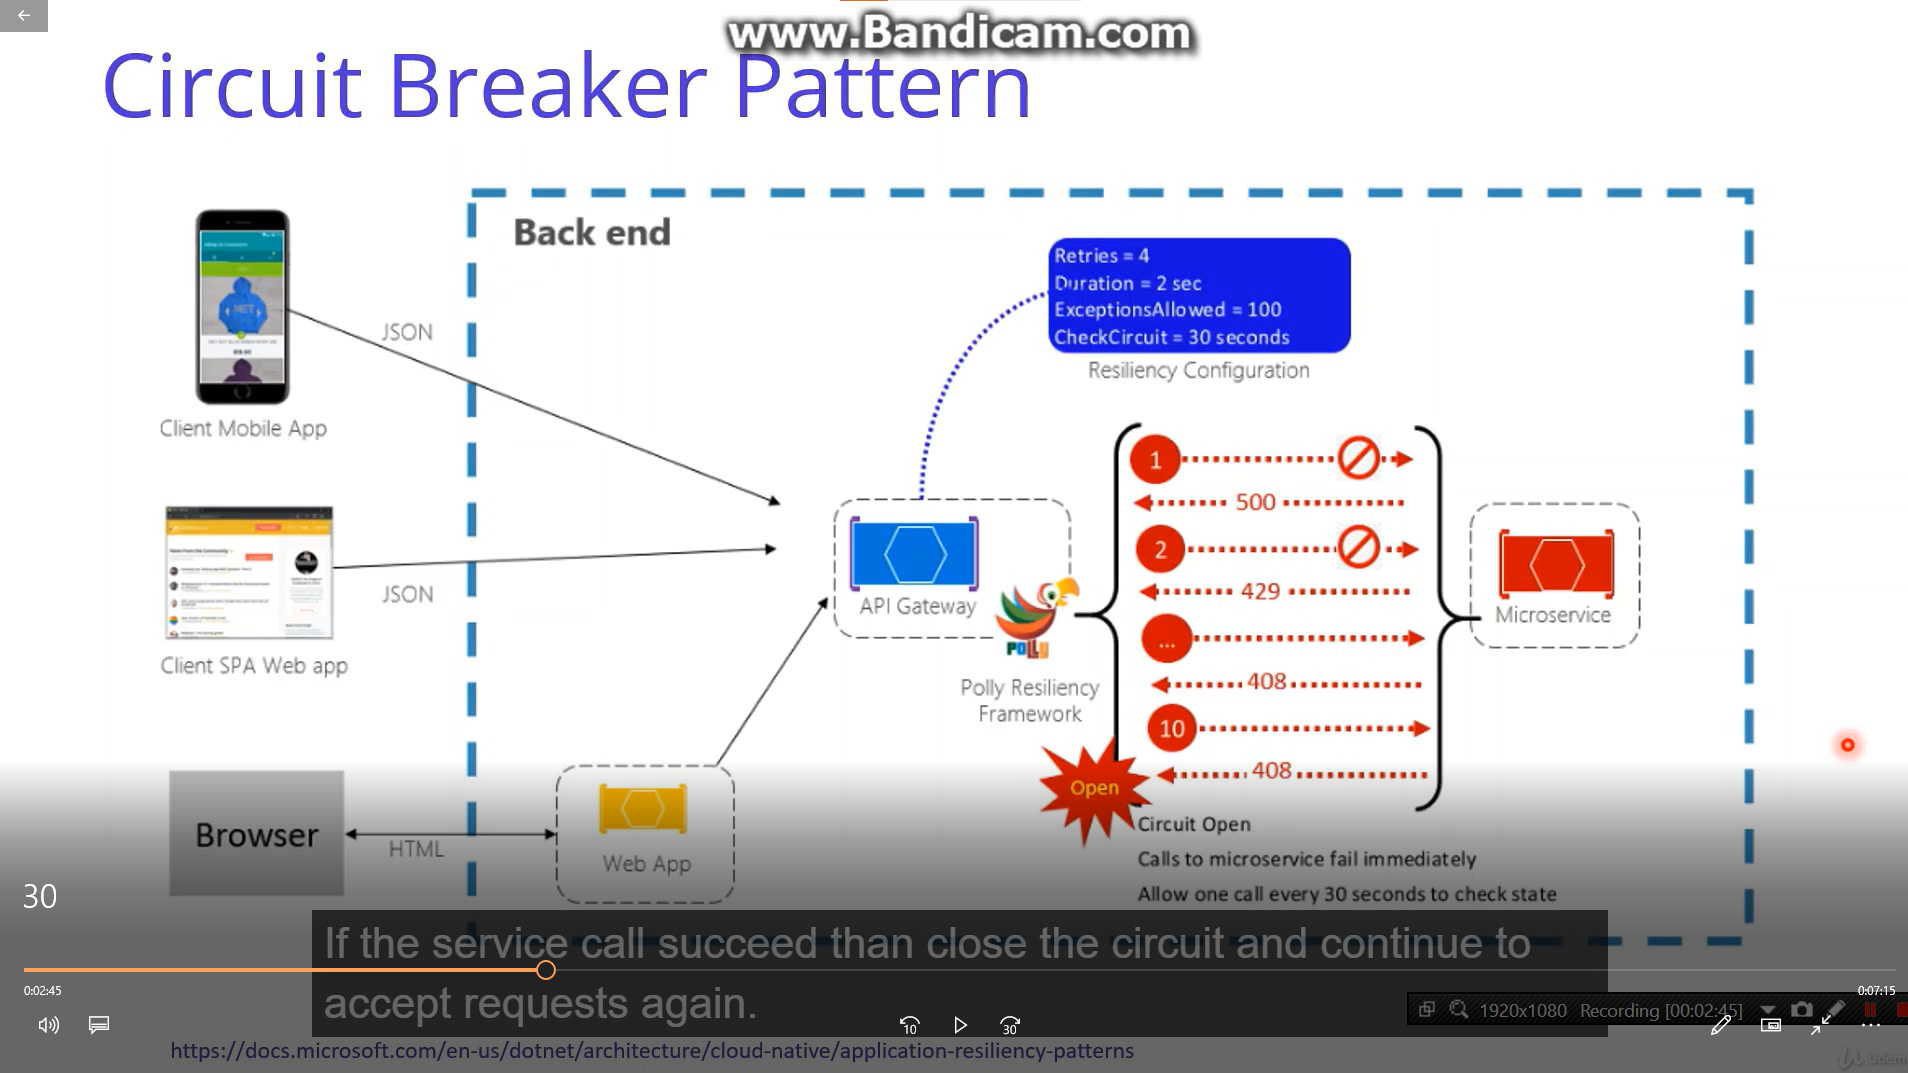 www.Bandicam.com
Circuit Breaker Pattern
Back end
Retries = 4
Duration = 2 sec
ExceptionsAllowed = 100
CheckCircuit = 30 seconds
Resiliency Configuration
JSON
Client Mobile App
1
500
2
429
...
408
10
408
API Gateway
POLLY
Polly Resiliency
Framework
Microservice
JSON
Client SPA Web app
Open
Circuit Open
Calls to microservice fail immediately
Allow one call every 30 seconds to check state
Browser
HTML
Web App
30
If the service call succeed than close the circuit and continue to
accept requests again.
0:02:45
0:07:15
1920x1080 Recording [00:02:45]
10
30
https://docs.microsoft.com/en-us/dotnet/architecture/cloud-native/application-resiliency-patterns
Udem